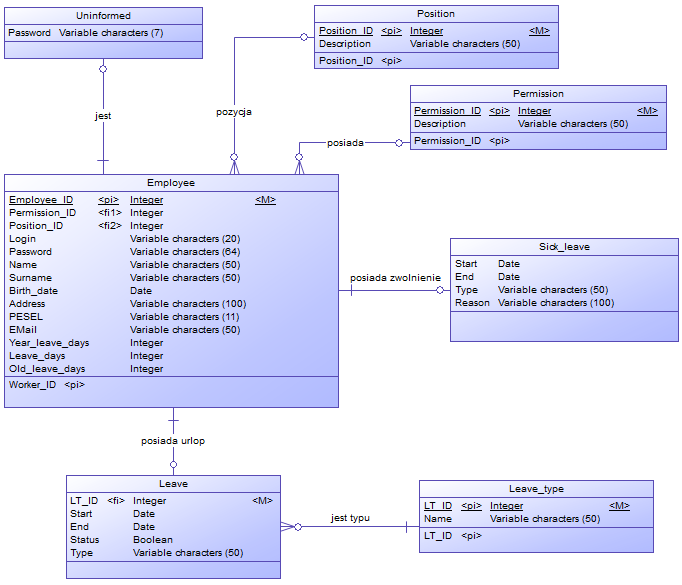 Uninformed
Password Variable characters (7)
Position
Position_ID <pi> Integer <M>
Description Variable characters (50)
Position_ID <pi>
Permission
Permission_ID <pi> Integer <M>
Description Variable characters (50)
Permission_ID <pi>
jest
pozycja
posiada
Employee
Employee_ID <pi> Integer <M>
Permission_ID <fi1> Integer
Position_ID <fi2> Integer
Login Variable characters (20)
Password Variable characters (64)
Name Variable characters (50)
Surname Variable characters (50)
Birth_date Date
Address Variable characters (100)
PESEL Variable characters (11)
EMail Variable characters (50)
Year_leave_days Integer
Leave_days Integer
Old_leave_days Integer
Worker_ID <pi>
posiada zwolnienie
Sick_leave
Start Date
End Date
Type Variable characters (50)
Reason Variable characters (100)
posiada urlop
Leave
LT_ID <fi> Integer <M>
Start Date
End Date
Status Boolean
Type Variable characters (50)
jest typu
Leave_type
LT_ID <pi> Integer <M>
Name Variable characters (50)
LT_ID <pi>